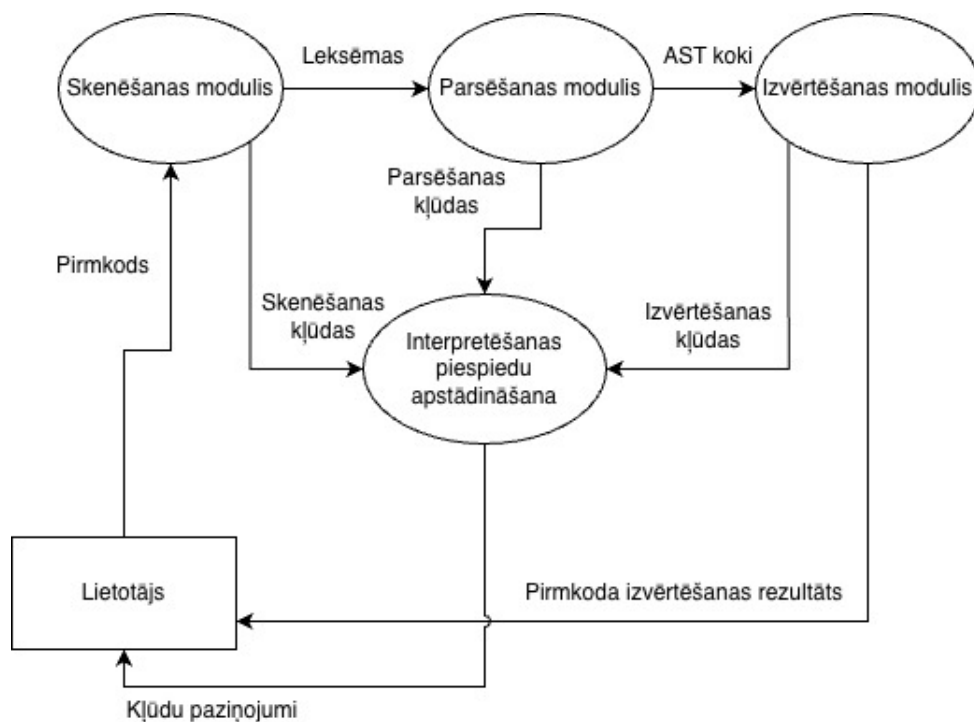 Leksēmas
AST koki
Skenēšanas modulis
Parsēšanas modulis
Izvērtēšanas modulis
Parsēšanas
kļūdas
Pirmkods
Skenēšanas
kļūdas
Izvērtēšanas
kļūdas
Interpretēšanas
piespiedu
apstādināšana
Lietotājs
Pirmkoda izvērtēšanas rezultāts
Kļūdu paziņojumi